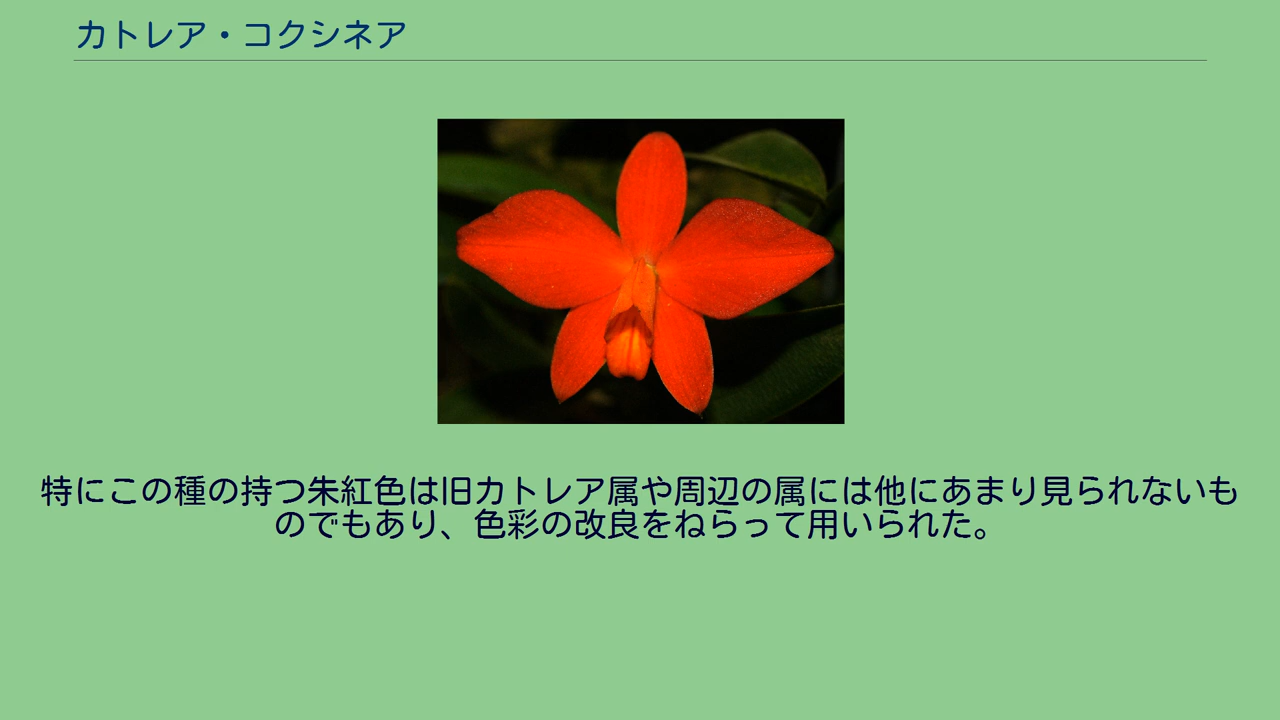 カトレア・コクシネア
特にこの種の持つ朱紅色は旧カトレア属や周辺の属には他にあまり見られないも
のでもあり、色彩の改良をねらって用いられた。